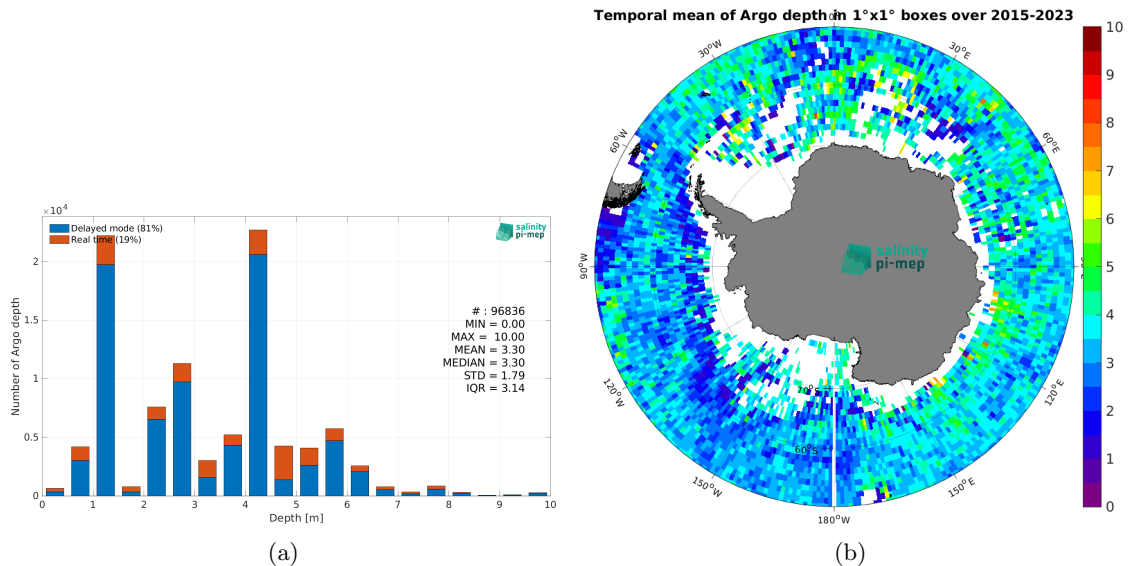 ×10⁴
Delayed mode (81%)
Real time (19%)
salinity
pi-mep
# : 96836
MIN = 0.00
MAX = 10.00
MEAN = 3.30
MEDIAN = 3.30
STD = 1.79
IQR = 3.14
Number of Argo depth
2
1.5
1
0.5
0
0 1 2 3 4 5 6 7 8 9 10
Depth [m]
(a)
Temporal mean of Argo depth in 1°x1° boxes over 2015-2023
30°W
30°E
60°W
60°E
90°W
120°W
120°E
150°W
150°E
180°W
70°S
60°S
salinity
pi-mep
10
9
8
7
6
5
4
3
2
1
0
(b)